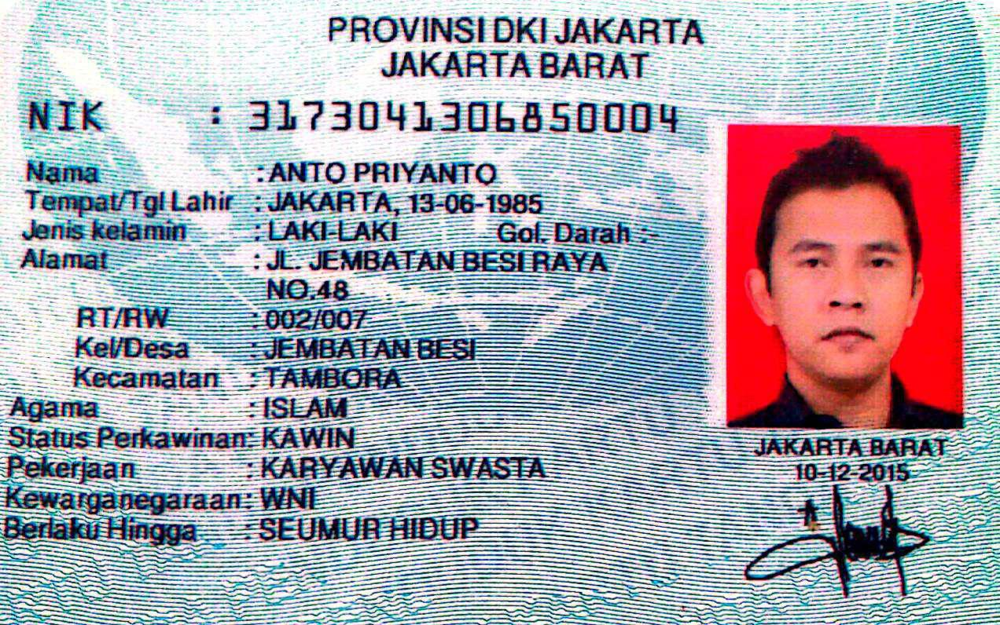 PROVINSI DKI JAKARTA
JAKARTA BARAT
NIK : 3173041306850004
Nama : ANTO PRIYANTO
Tempat/Tgl Lahir : JAKARTA, 13-06-1985
Jenis kelamin : LAKI-LAKI Gol. Darah :-
Alamat : JL. JEMBATAN BESI RAYA
NO.48
RT/RW : 002/007
Kel/Desa : JEMBATAN BESI
Kecamatan : TAMBORA
Agama : ISLAM
Status Perkawinan: KAWIN
Pekerjaan : KARYAWAN SWASTA
Kewarganegaraan: WNI
Berlaku Hingga : SEUMUR HIDUP
JAKARTA BARAT
10-12-2015